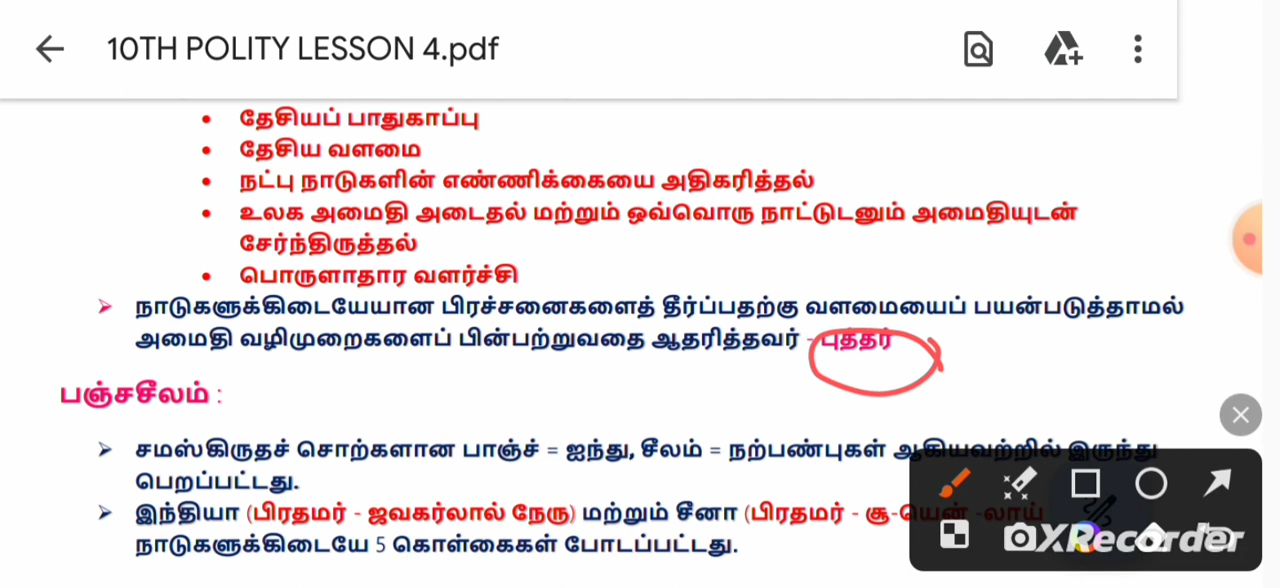 10TH POLITY LESSON 4.pdf
• தேசியப் பாதுகாப்பு
• தேசிய வளமை
• நட்பு நாடுகளின் எண்ணிக்கையை அதிகரித்தல்
• உலக அமைதி அடைதல் மற்றும் ஒவ்வொரு நாட்டுடனும் அமைதியுடன்
சேர்ந்திருத்தல்
• பொருளாதார வளர்ச்சி
➢ நாடுகளுக்கிடையேயான பிரச்சனைகளைத் தீர்ப்பதற்கு வளமையைப் பயன்படுத்தாமல்
அமைதி வழிமுறைகளைப் பின்பற்றுவதை ஆதரித்தவர் - புத்தர்
பஞ்சசீலம் :
➢ சமஸ்கிருதச் சொற்களான பாஞ்ச் = ஐந்து, சீலம் = நற்பண்புகள் ஆகியவற்றில் இருந்து
பெறப்பட்டது.
➢ இந்தியா (பிரதமர் - ஜவகர்லால் நேரு) மற்றும் சீனா (பிரதமர் - சூ-யென் -லாய்
நாடுகளுக்கிடையே 5 கொள்கைகள் போடப்பட்டது.
XRecorder